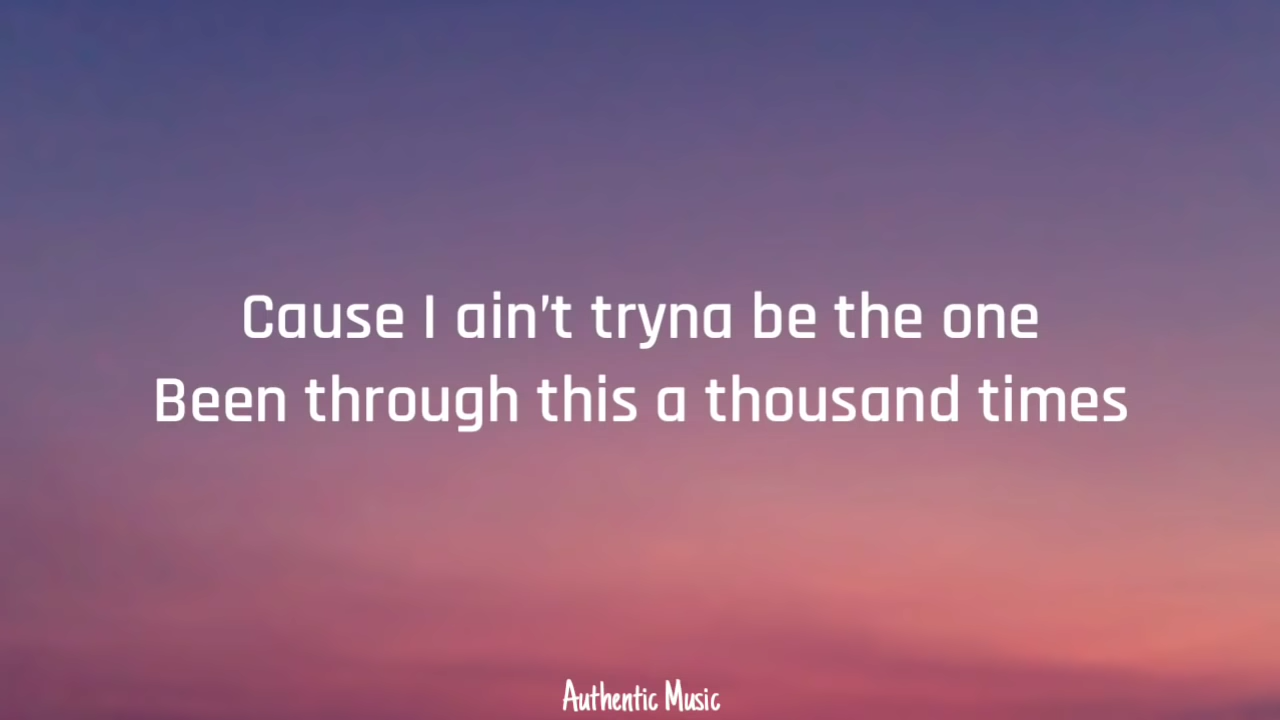 Cause I ain't tryna be the one
Been through this a thousand times
Authentic Music